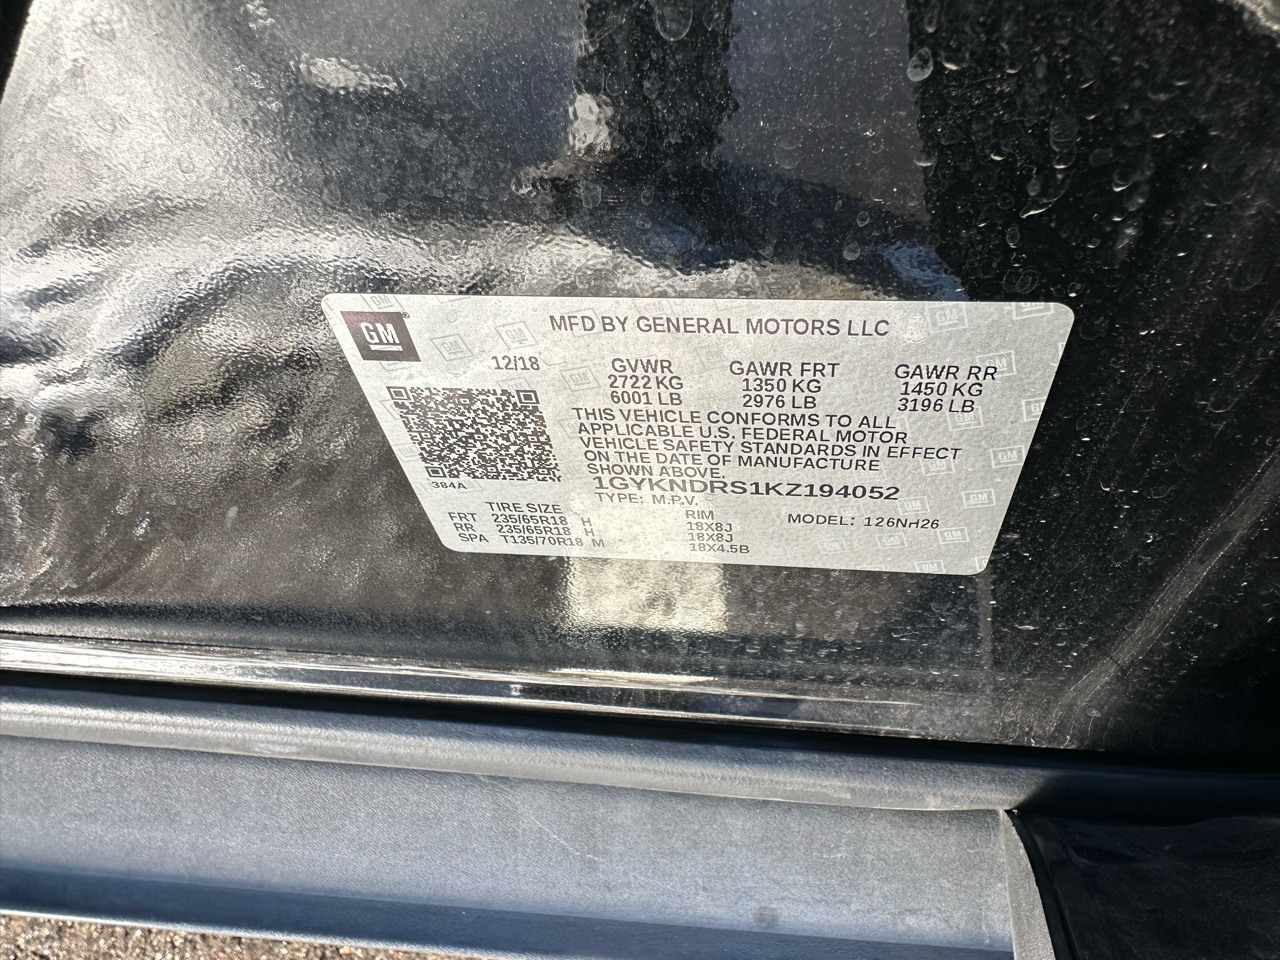 GM
MFD BY GENERAL MOTORS LLC
12/18 GVWR GAWR FRT GAWR RR
2722 KG 1350 KG 1450 KG
6001 LB 2976 LB 3196 LB
THIS VEHICLE CONFORMS TO ALL
APPLICABLE U.S. FEDERAL MOTOR
VEHICLE SAFETY STANDARDS IN EFFECT
ON THE DATE OF MANUFACTURE
SHOWN ABOVE.
384A
1GYKNDRS1KZ194052
TYPE: M.P.V.
MODEL: 126NH26
TIRE SIZE RIM
FRT 235/65R18 H 18X8J
RR 235/65R18 H 18X8J
SPA T135/70R18 M 18X4.5B